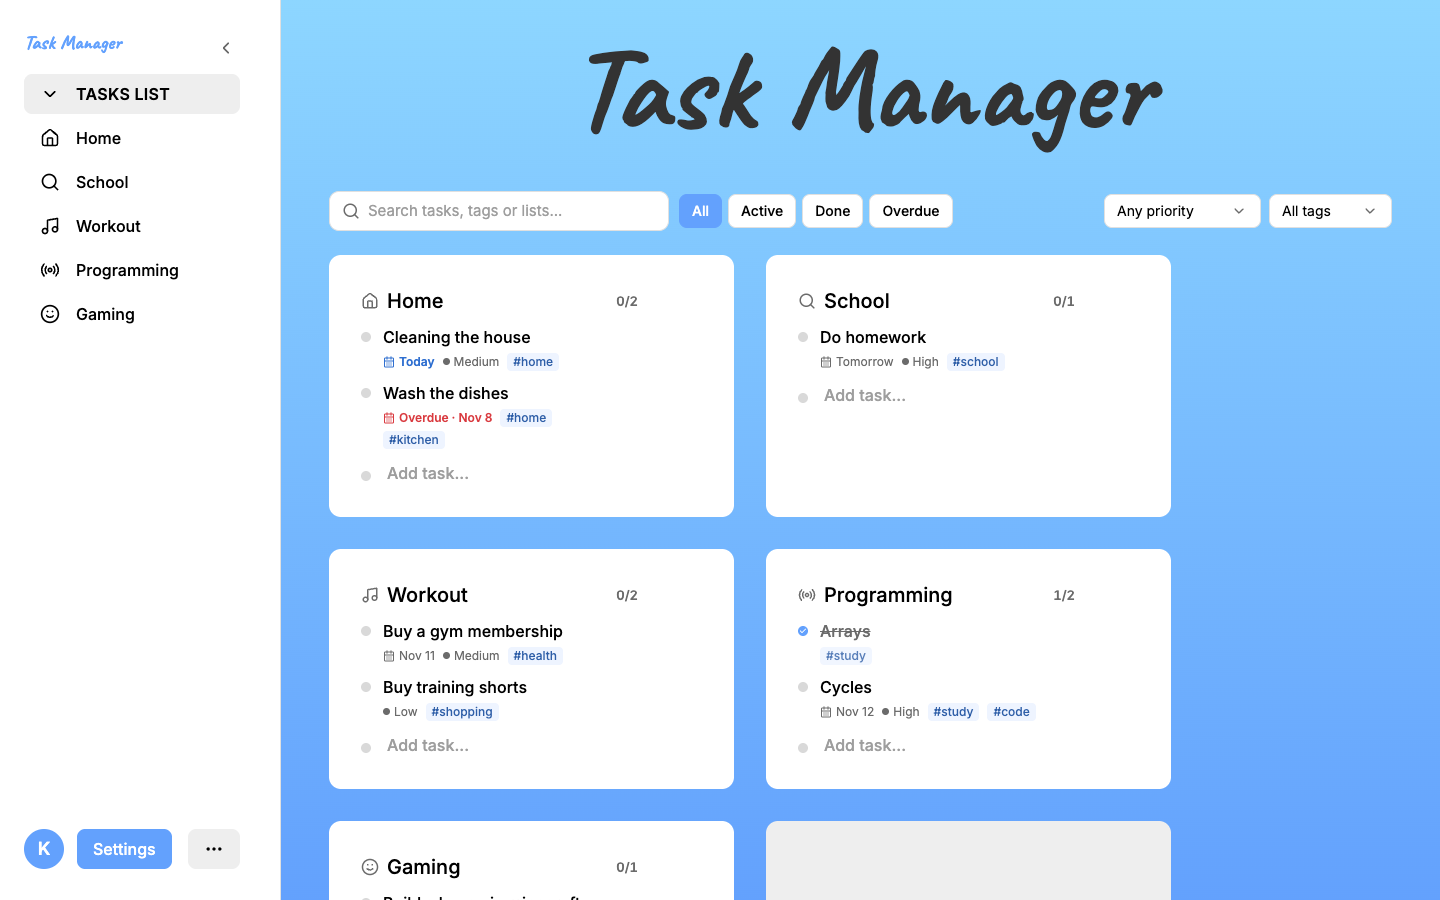 Task Manager
TASKS LIST
Home
School
Workout
Programming
Gaming
K
Settings
...
Task Manager
Search tasks, tags or lists...
All
Active
Done
Overdue
Any priority
All tags
Home 0/2
Cleaning the house
Today Medium #home
Wash the dishes
Overdue · Nov 8 #home
#kitchen
Add task...
School 0/1
Do homework
Tomorrow High #school
Add task...
Workout 0/2
Buy a gym membership
Nov 11 Medium #health
Buy training shorts
Low #shopping
Add task...
Programming 1/2
Arrays
#study
Cycles
Nov 12 High #study #code
Add task...
Gaming 0/1